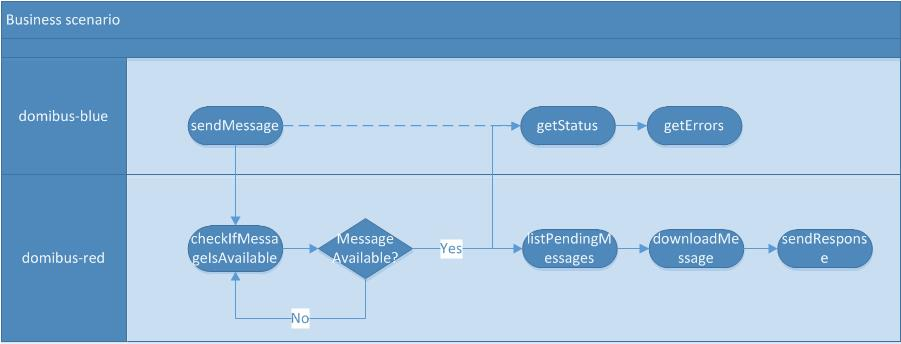 Business scenario
domibus-blue
sendMessage
getStatus
getErrors
domibus-red
checkIfMessa
geIsAvailable
Message
Available?
Yes
listPendingM
essages
downloadMe
ssage
sendRespons
e
No